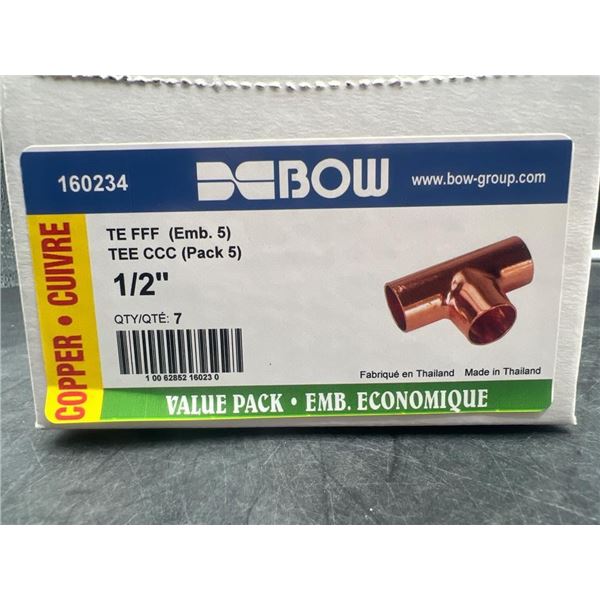 160234
BOW
www.bow-group.com
COPPER • CUIVRE
TE FFF (Emb. 5)
TEE CCC (Pack 5)
1/2"
QTY/QTÉ: 7
1 00 62852 16023 0
Fabriqué en Thailand Made in Thailand
VALUE PACK • EMB. ECONOMIQUE